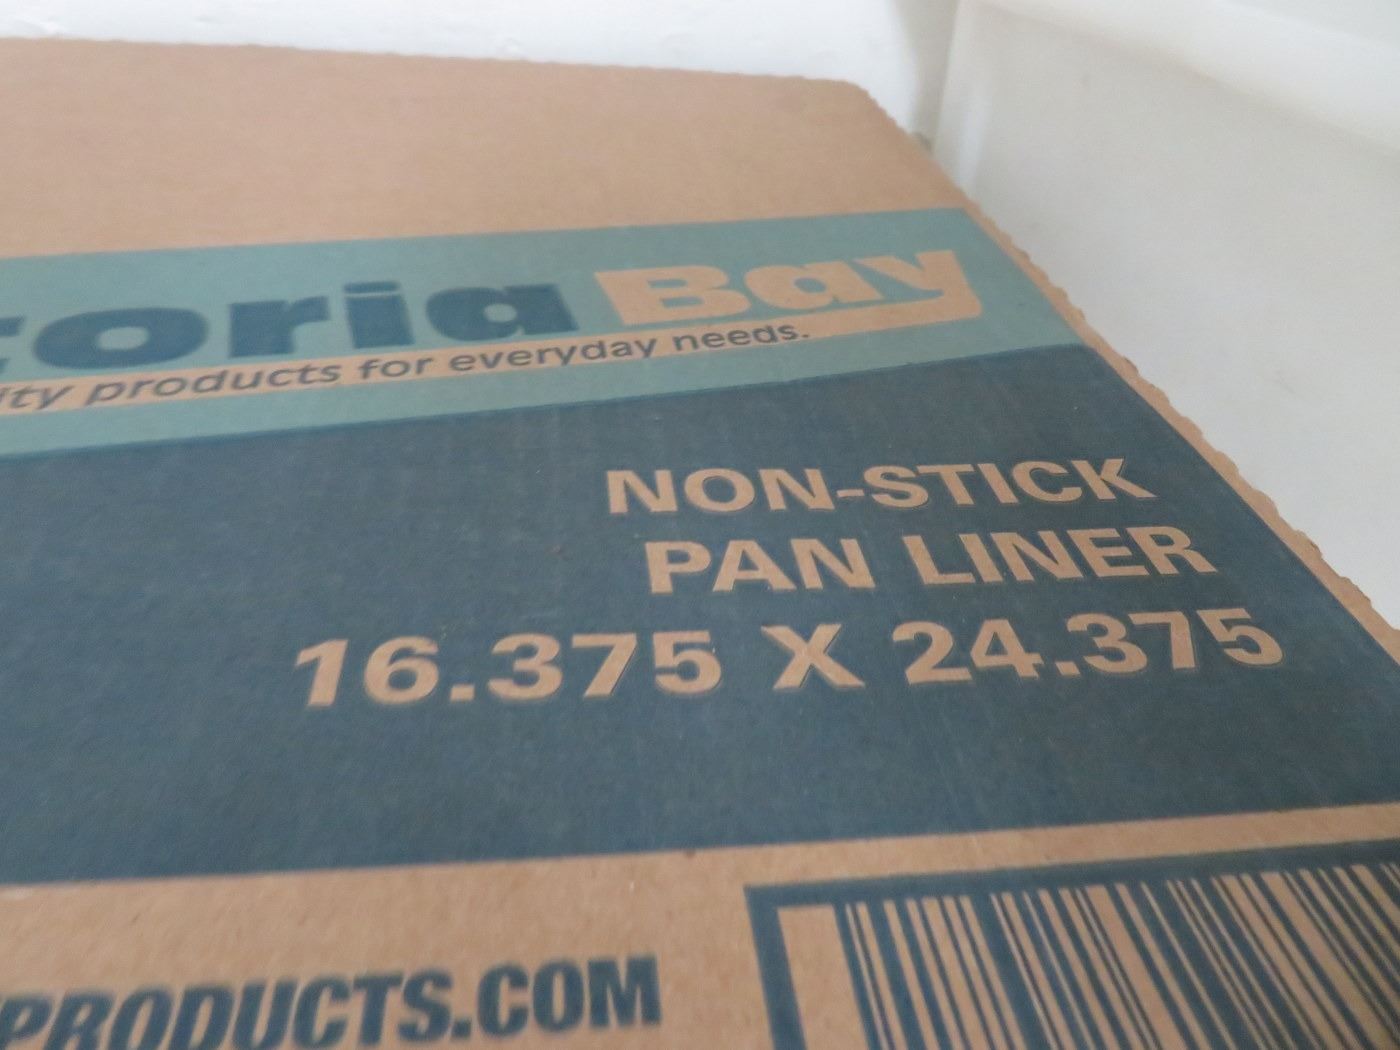 toria Bay
ity products for everyday needs.
NON-STICK
PAN LINER
16.375 X 24.375
PRODUCTS.COM